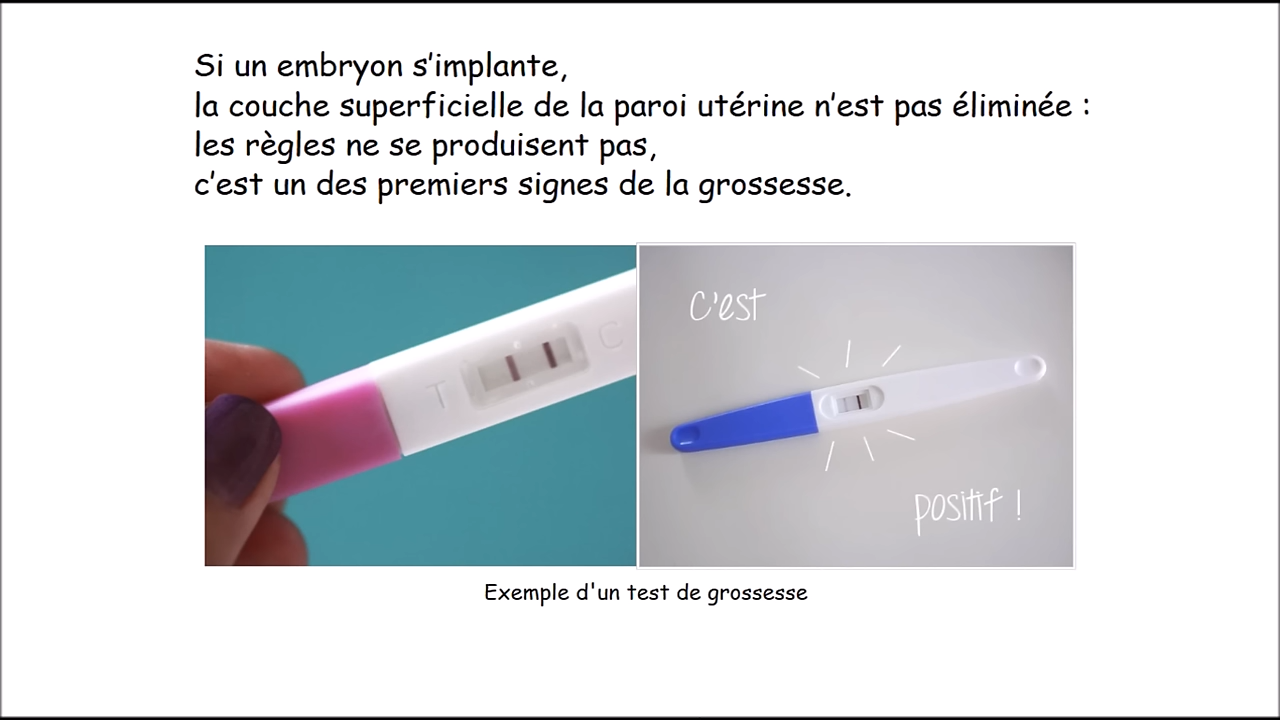 Si un embryon s'implante,
la couche superficielle de la paroi utérine n'est pas éliminée :
les règles ne se produisent pas,
c'est un des premiers signes de la grossesse.
T
C
C'est
positif !
Exemple d'un test de grossesse